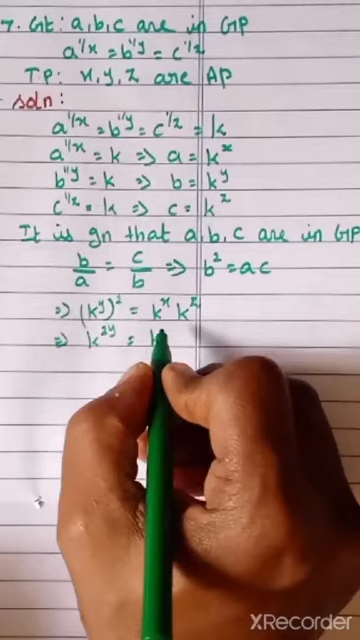 7. Gt: a,b,c are in GP
a^1/x = b^1/y = c^1/z
TP: x,y,z are AP
soln:
a^1/x = b^1/y = c^1/z = k
a^1/x = k => a = k^x
b^1/y = k => b = k^y
c^1/z = k => c = k^z
It is gn that a,b,c are in GP
b/a = c/b => b² = ac
=> (k^y)² = k^x k^z
=> k^2y = k
XRecorder